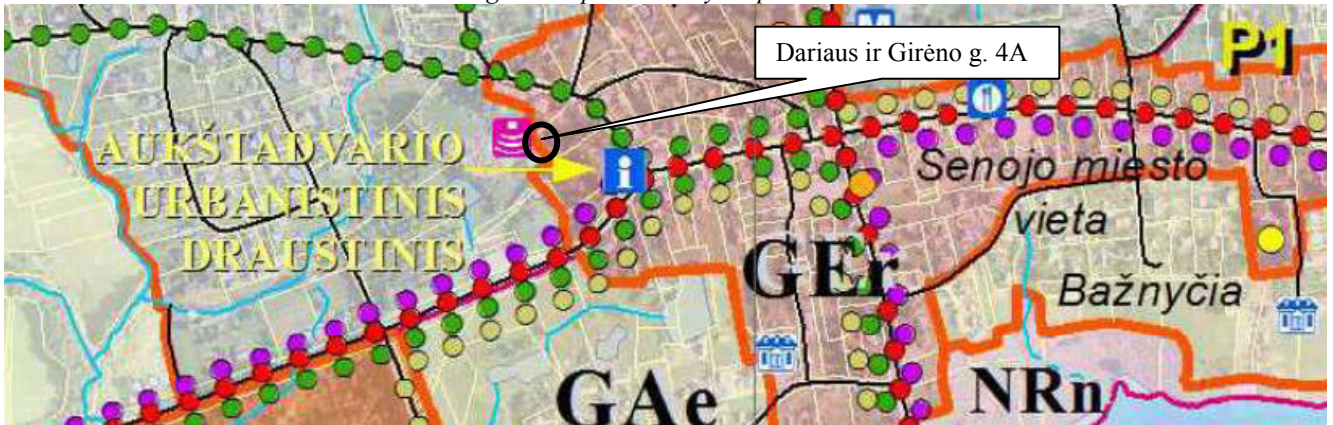 M
Dariaus ir Girėno g. 4A
P1
AUKŠTADVARIO
URBANISTINIS
DRAUSTINIS
i
Senojo miesto
vieta
GEr
Bažnyčia
GAe
NRn